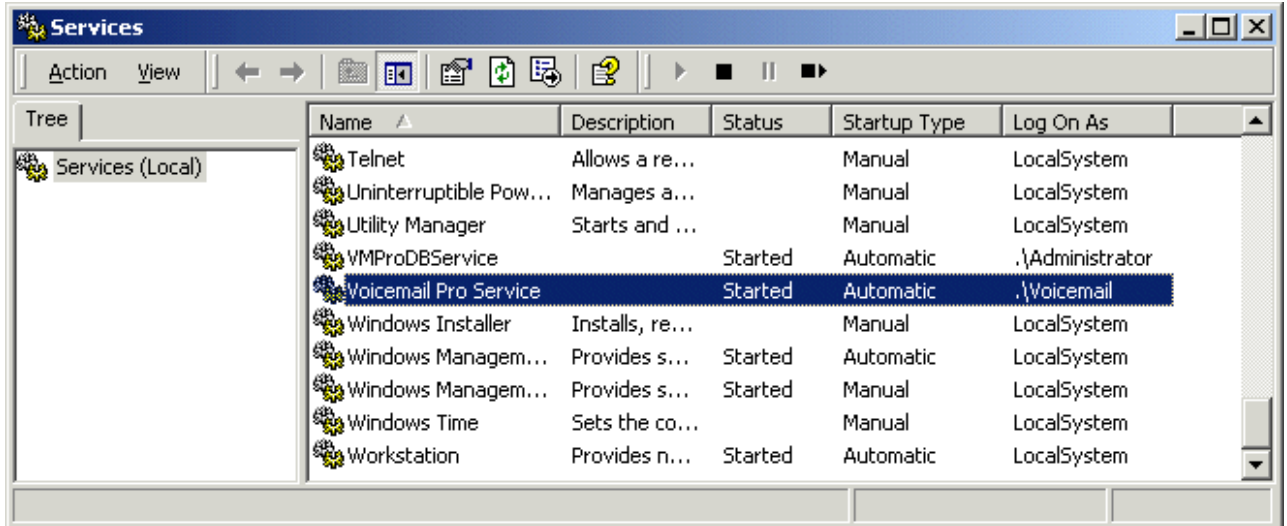 Services
Action View
Tree
Services (Local)
Name Description Status Startup Type Log On As
Telnet Allows a re... Manual LocalSystem
Uninterruptible Pow... Manages a... Manual LocalSystem
Utility Manager Starts and ... Manual LocalSystem
VMProDBService Started Automatic .\Administrator
Voicemail Pro Service Started Automatic .\Voicemail
Windows Installer Installs, re... Manual LocalSystem
Windows Managem... Provides s... Started Automatic LocalSystem
Windows Managem... Provides s... Started Manual LocalSystem
Windows Time Sets the co... Manual LocalSystem
Workstation Provides n... Started Automatic LocalSystem